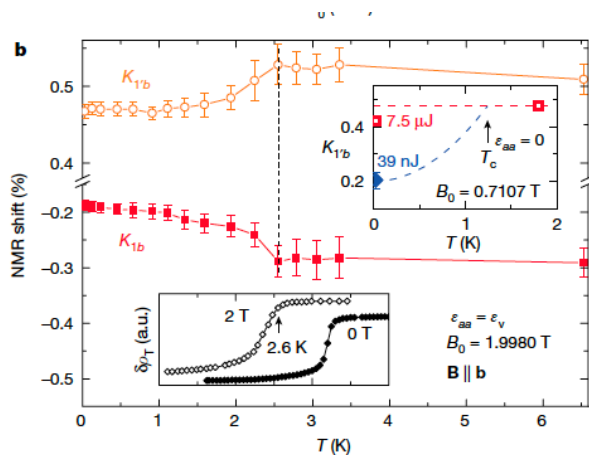 b
K1'b
K1b
NMR shift (%)
0.5
0.4
−0.2
−0.3
−0.4
−0.5
0 1 2 3 4 5 6
T (K)
K1'b
0.4
0.2
7.5 μJ
39 nJ
εaa = 0
Tc
B0 = 0.7107 T
0 1 2
T (K)
δρT (a.u.)
2 T
2.6 K
0 T
εaa = εv
B0 = 1.9980 T
B || b